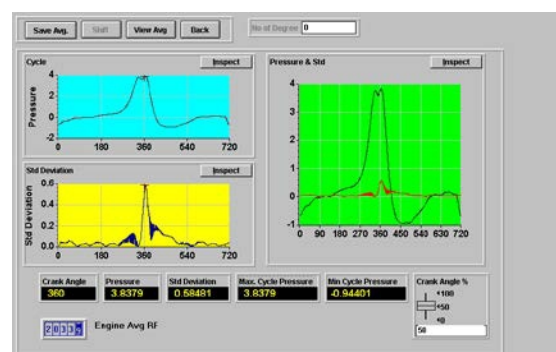 Save Avg. Shift View Avg Back No of Degree 0
Cycle Inspect
Pressure
4
2
0
-2
0 180 360 540 720
Std Deviation Inspect
Std Deviation
0.6
0.4
0.2
0.0
0 180 360 540 720
Pressure & Std Inspect
4
3
2
1
0
-1
0 90 180 270 360 450 540 630 720
Crank Angle Pressure Std Deviation Max. Cycle Pressure Min Cycle Pressure Crank Angle %
360 3.8379 0.58481 3.8379 -0.94401
100
50
0
50
Engine Avg RF